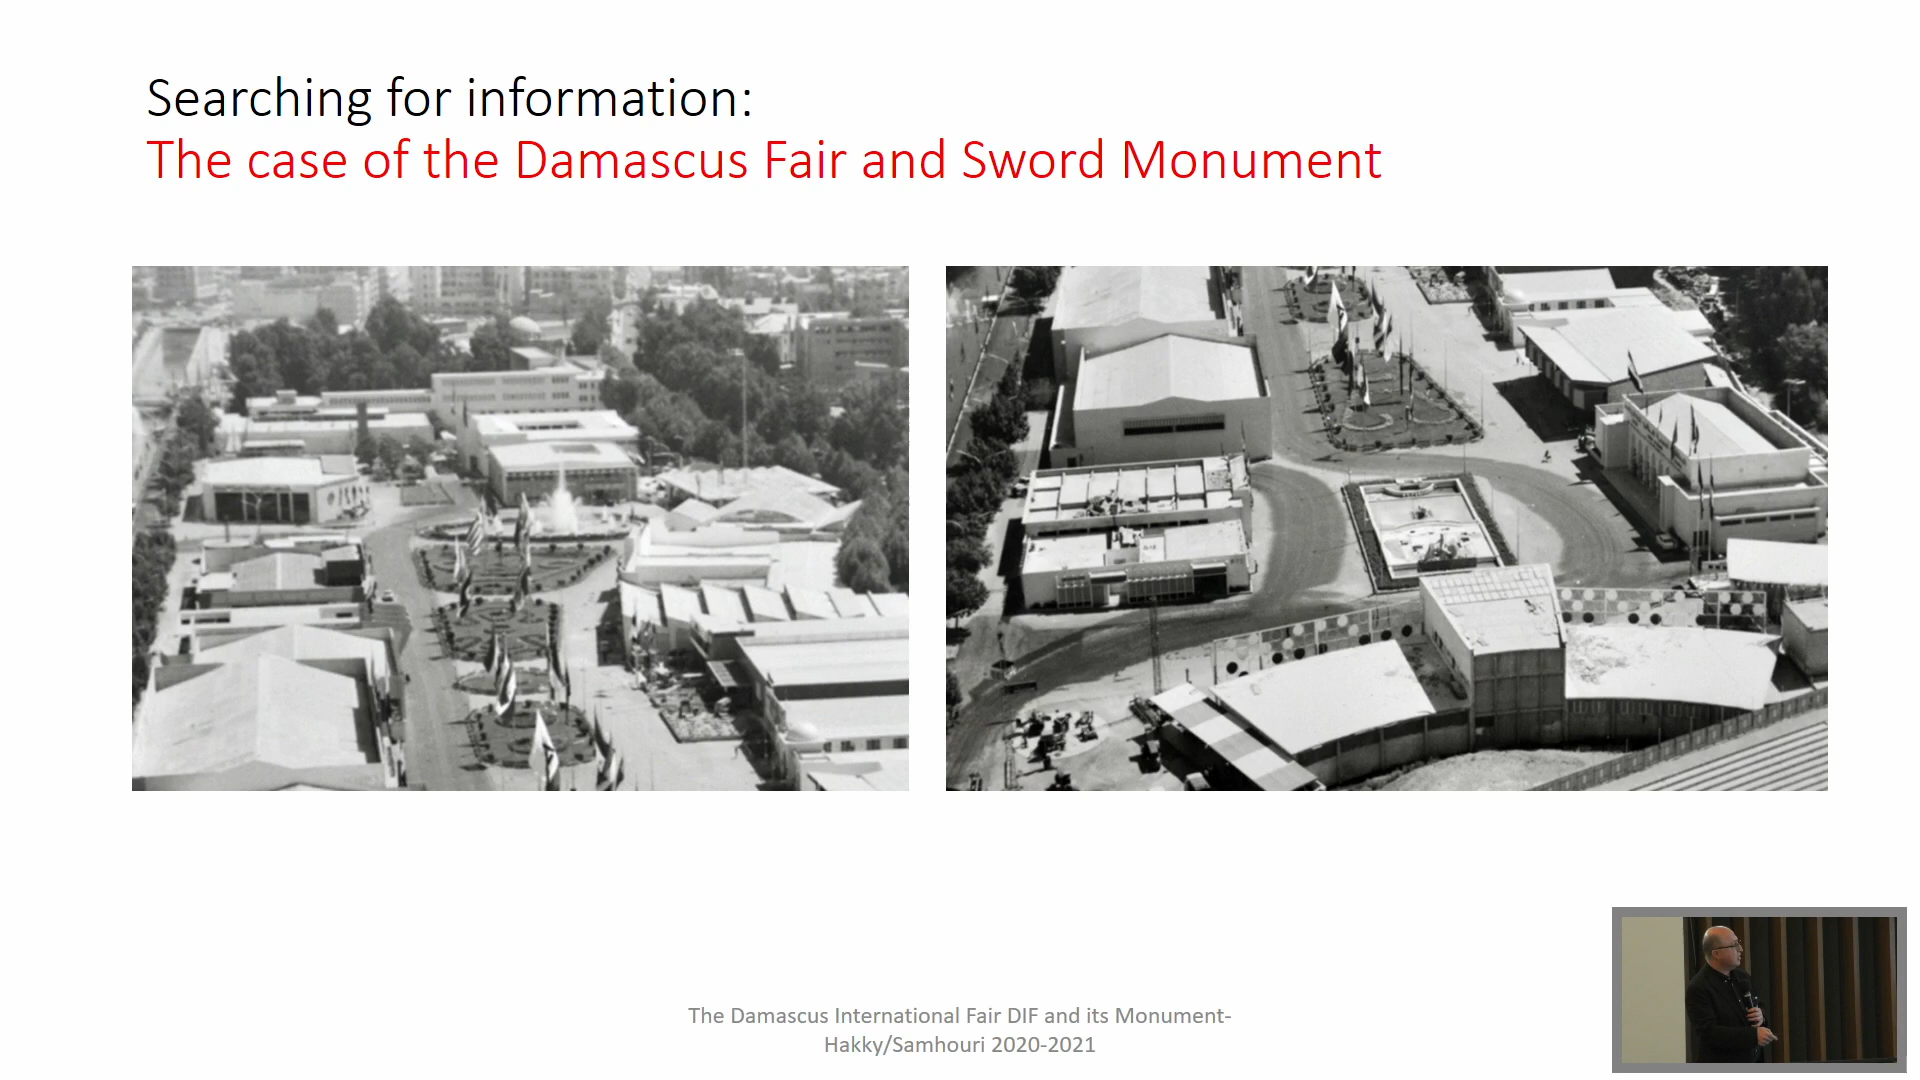 Searching for information:
The case of the Damascus Fair and Sword Monument
The Damascus International Fair DIF and its Monument-
Hakky/Samhouri 2020-2021